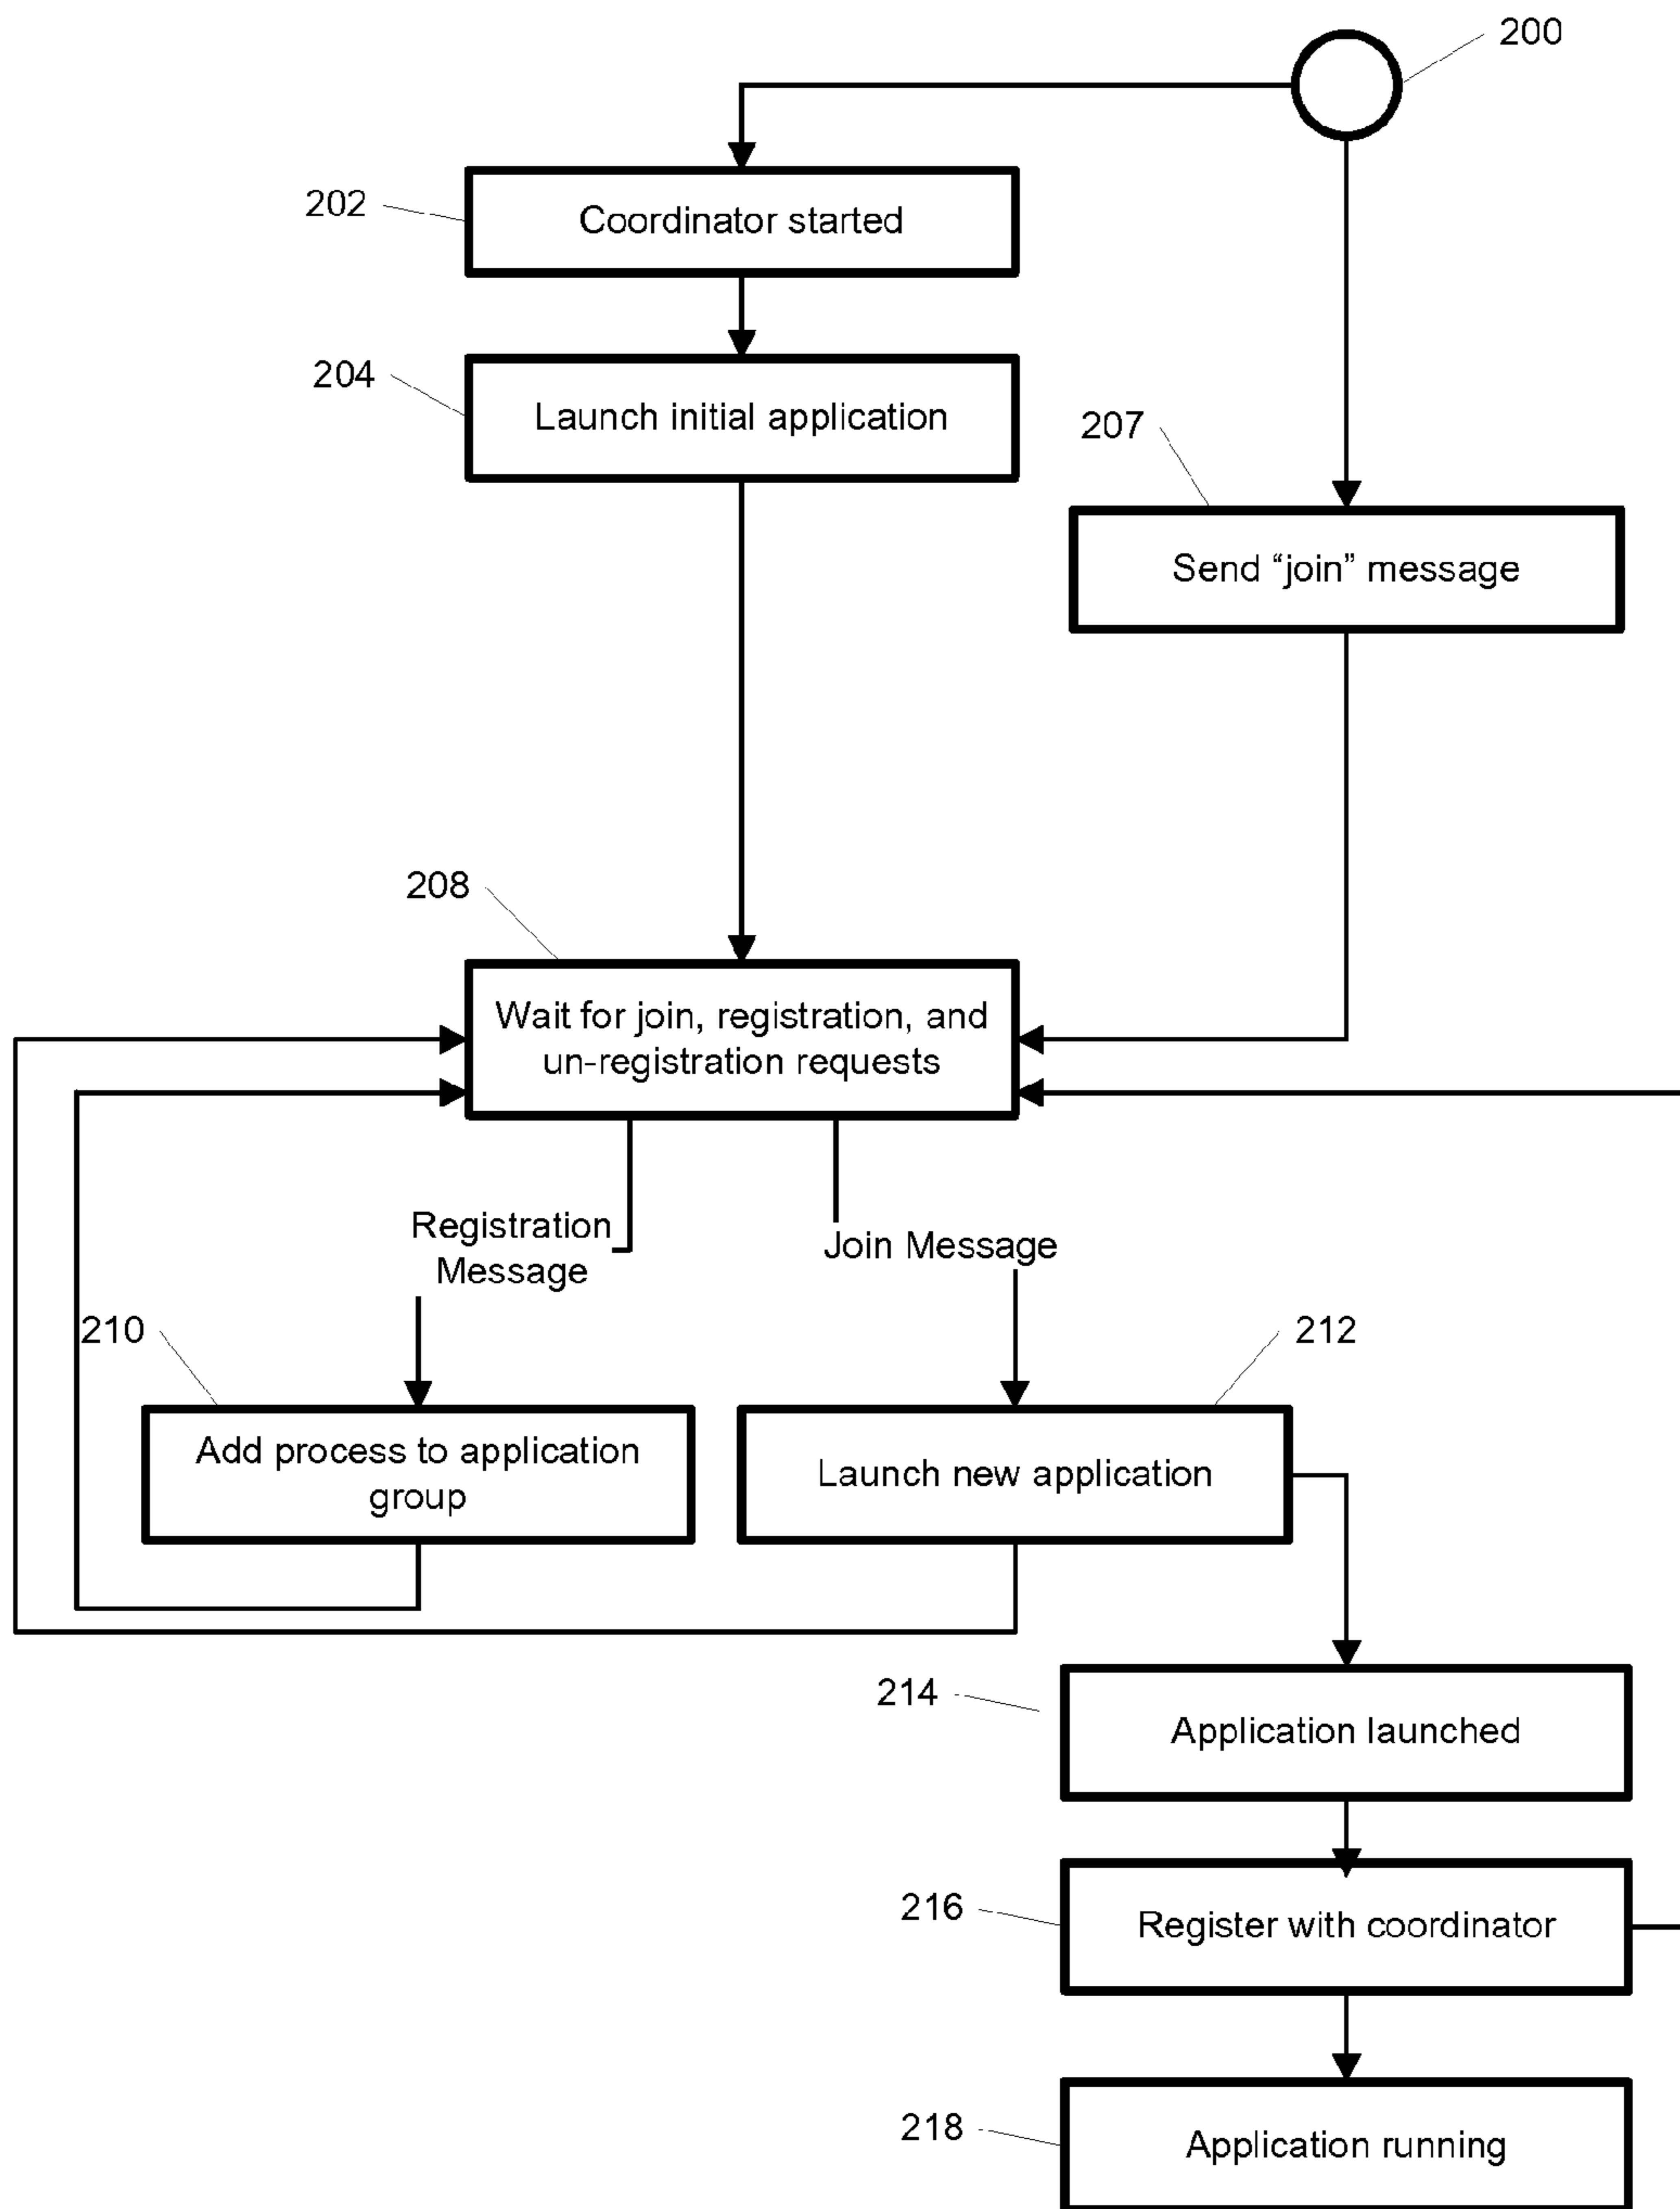 200
202
Coordinator started
204
Launch initial application
207
Send “join” message
208
Wait for join, registration, and
un-registration requests
Registration
Message
Join Message
210
212
Add process to application
group
Launch new application
214
Application launched
216
Register with coordinator
218
Application running